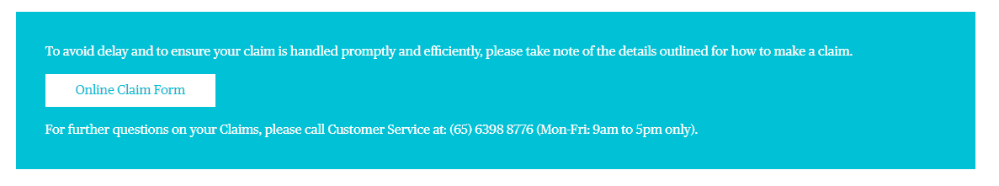 To avoid delay and to ensure your claim is handled promptly and efficiently, please take note of the details outlined for how to make a claim.
Online Claim Form
For further questions on your Claims, please call Customer Service at: (65) 6398 8776 (Mon-Fri: 9am to 5pm only).